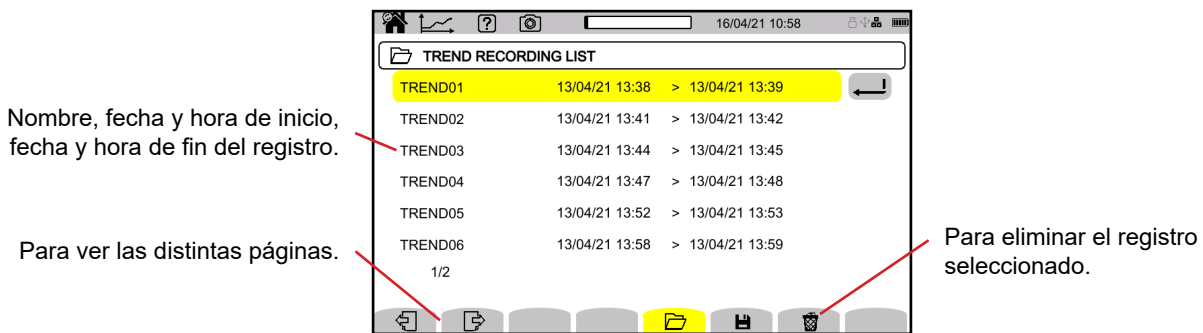 16/04/21 10:58
TREND RECORDING LIST
TREND01 13/04/21 13:38 > 13/04/21 13:39
TREND02 13/04/21 13:41 > 13/04/21 13:42
TREND03 13/04/21 13:44 > 13/04/21 13:45
TREND04 13/04/21 13:47 > 13/04/21 13:48
TREND05 13/04/21 13:52 > 13/04/21 13:53
TREND06 13/04/21 13:58 > 13/04/21 13:59
1/2
Nombre, fecha y hora de inicio,
fecha y hora de fin del registro.
Para ver las distintas páginas.
Para eliminar el registro
seleccionado.